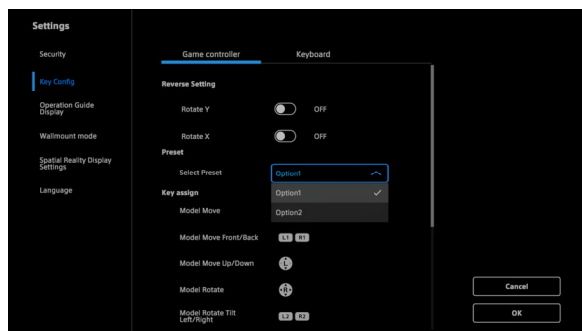 Settings
Security
Key Config
Operation Guide
Display
Wallmount mode
Spatial Reality Display
Settings
Language
Game controller
Keyboard
Reverse Setting
Rotate Y
OFF
Rotate X
OFF
Preset
Select Preset
Option1
Option1
Key assign
Model Move
Option2
Model Move Front/Back
L1 R1
Model Move Up/Down
L
Model Rotate
R
Model Rotate Tilt
Left/Right
L2 R2
Cancel
OK